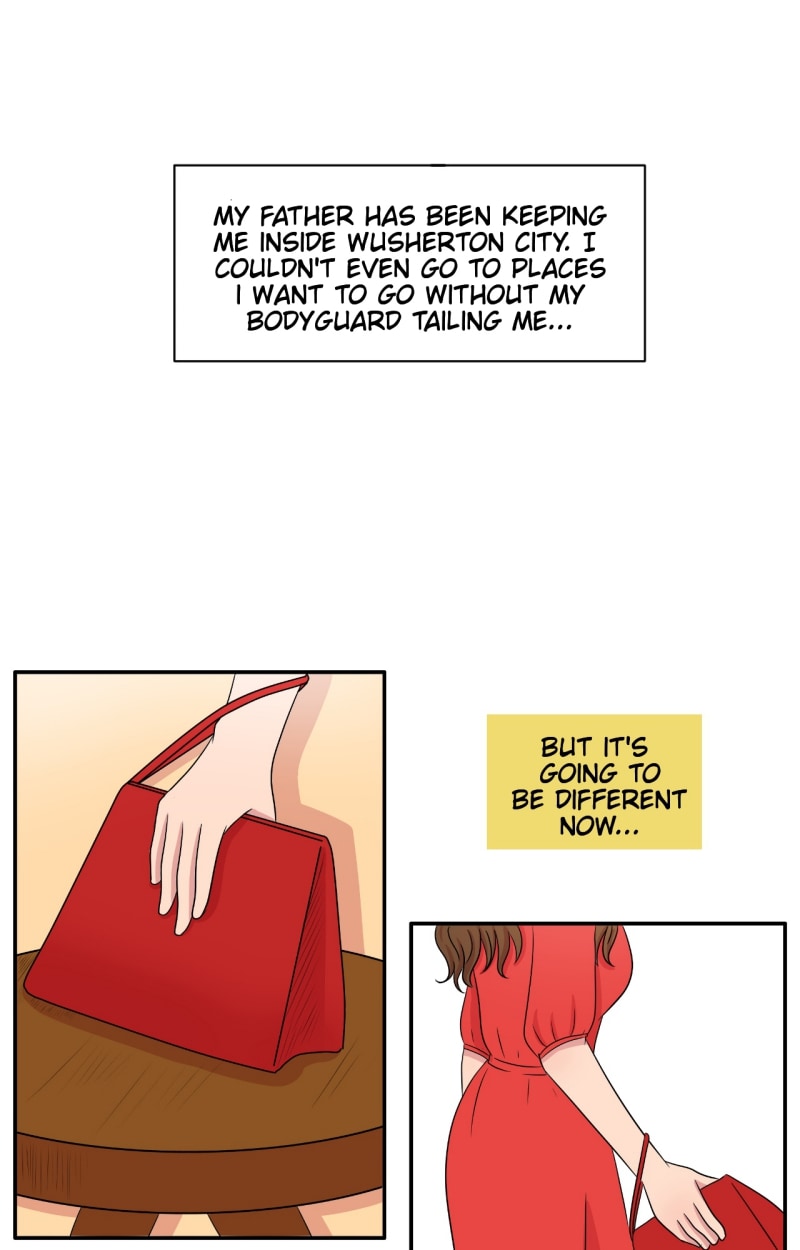 MY FATHER HAS BEEN KEEPING
ME INSIDE WUSHERTON CITY. I
COULDN'T EVEN GO TO PLACES
I WANT TO GO WITHOUT MY
BODYGUARD TAILING ME...
BUT IT'S
GOING TO
BE DIFFERENT
NOW...